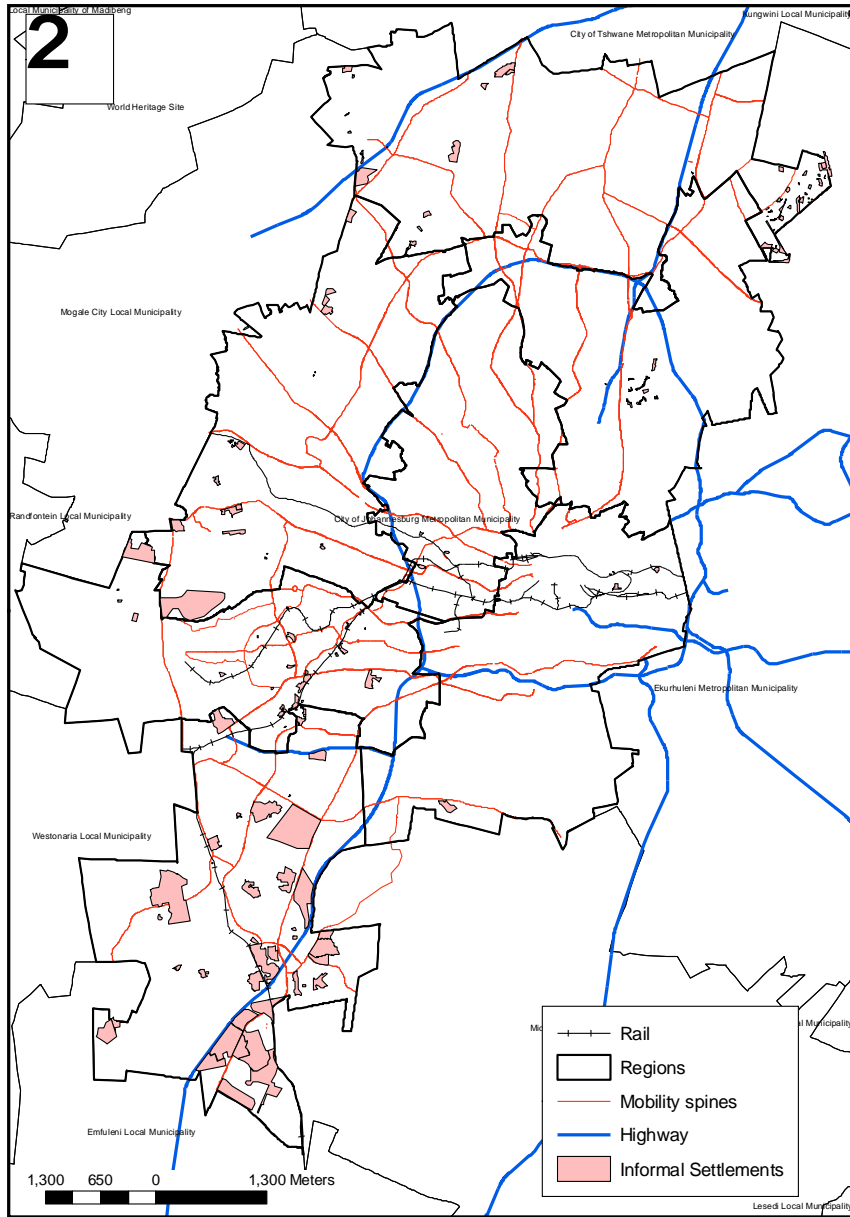 Local Municipality of Madibeng
Kungwini Local Municipality
2
City of Tshwane Metropolitan Municipality
World Heritage Site
Mogale City Local Municipality
Randfontein Local Municipality
City of Johannesburg Metropolitan Municipality
Ekurhuleni Metropolitan Municipality
Westonaria Local Municipality
Rail
al Municipality
Regions
Mobility spines
Highway
Informal Settlements
Emfuleni Local Municipality
1,300 650 0 1,300 Meters
Lesedi Local Municipality